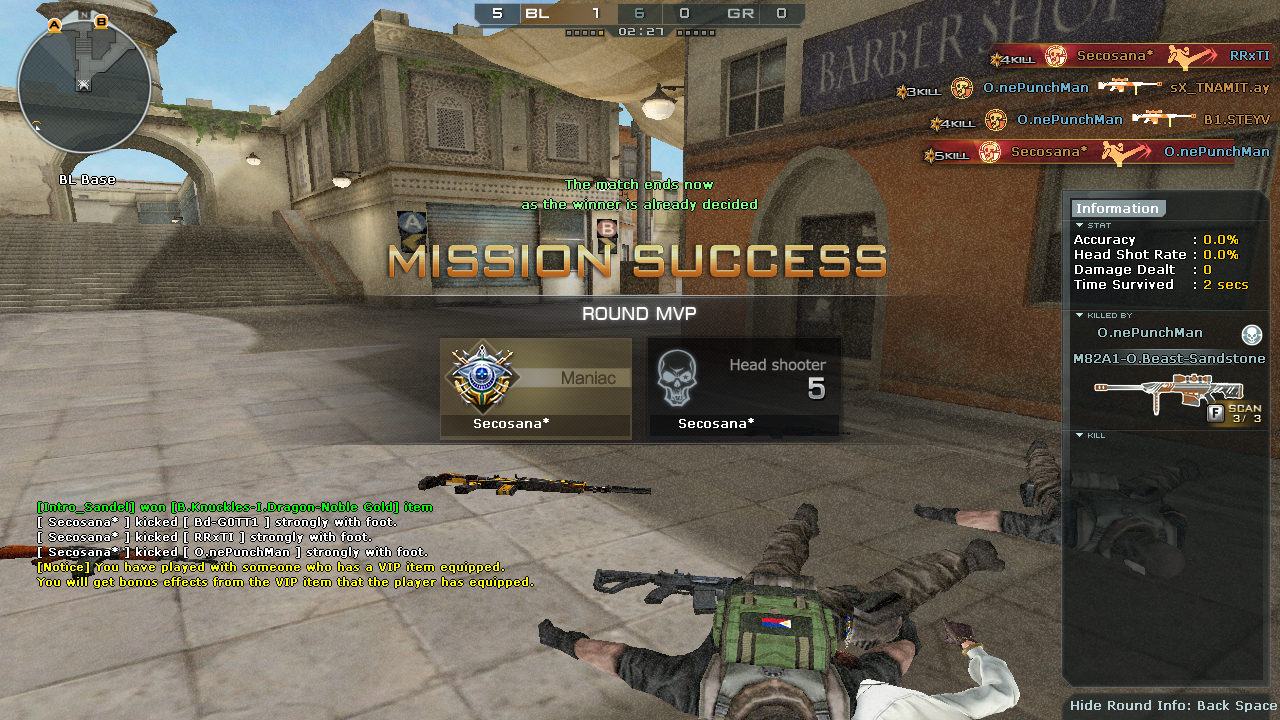 5 BL 1 6 0 GR 0
02:27
A N B
BL Base
BARBER SHOP
4KILL Secosana* RRxTI
3KILL O.nePunchMan sX_TNAMIT.ay
4KILL O.nePunchMan B1.STEYV
5KILL Secosana* O.nePunchMan
The match ends now
as the winner is already decided
A
B
MISSION SUCCESS
ROUND MVP
Maniac
Secosana*
Head shooter
5
Secosana*
Information
STAT
Accuracy : 0.0%
Head Shot Rate : 0.0%
Damage Dealt : 0
Time Survived : 2 secs
KILLED BY
O.nePunchMan
M82A1-O.Beast-Sandstone
F SCAN
3/ 3
KILL
[Intro_Sandel] won [B.Knuckles-I.Dragon-Noble Gold] item
[ Secosana* ] kicked [ Bd-G0TT1 ] strongly with foot.
[ Secosana* ] kicked [ RRxTI ] strongly with foot.
[ Secosana* ] kicked [ O.nePunchMan ] strongly with foot.
[Notice] You have played with someone who has a VIP item equipped.
You will get bonus effects from the VIP item that the player has equipped.
Hide Round Info: Back Space